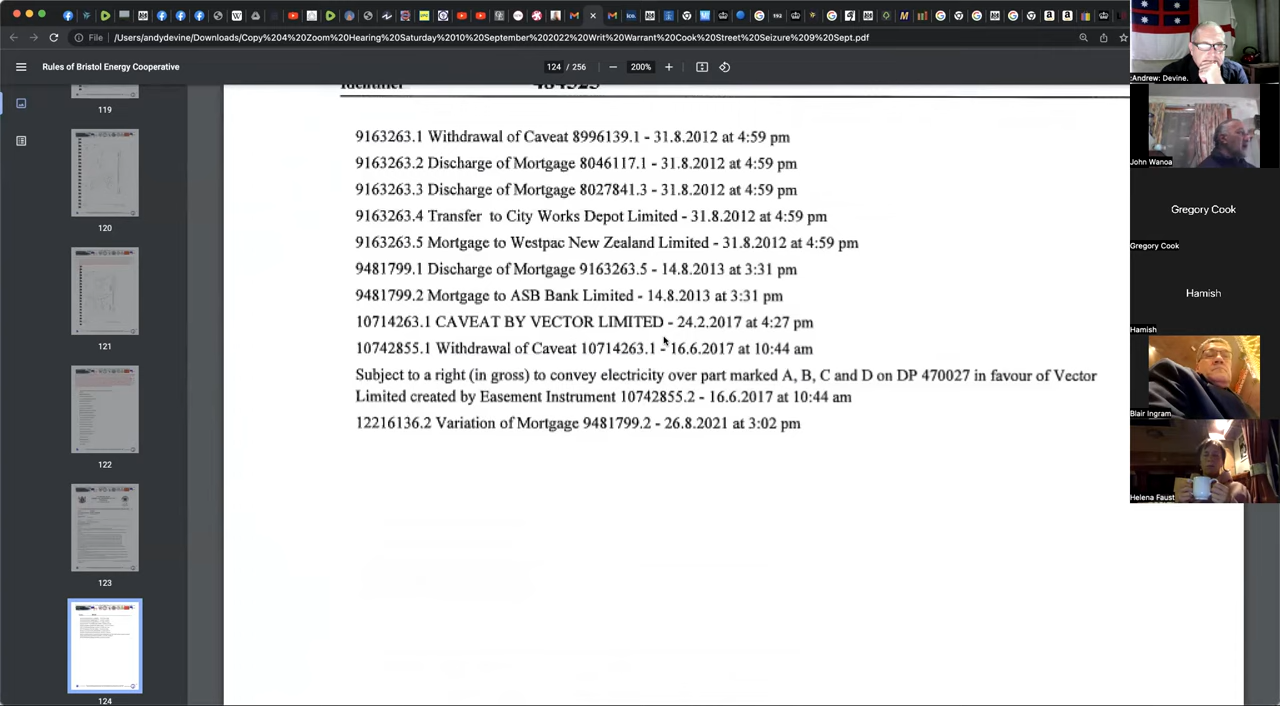 File
/Users/andydevine/Downloads/Copy%204%20Zoom%20Hearing%20Saturday%2010%20September%202022%20Writ%20Warrant%20Cook%20Street%20Seizure%209%20Sept.pdf
Rules of Bristol Energy Cooperative
124 / 256
200%
119
120
121
122
123
124
Identifier 484523
9163263.1 Withdrawal of Caveat 8996139.1 - 31.8.2012 at 4:59 pm
9163263.2 Discharge of Mortgage 8046117.1 - 31.8.2012 at 4:59 pm
9163263.3 Discharge of Mortgage 8027841.3 - 31.8.2012 at 4:59 pm
9163263.4 Transfer to City Works Depot Limited - 31.8.2012 at 4:59 pm
9163263.5 Mortgage to Westpac New Zealand Limited - 31.8.2012 at 4:59 pm
9481799.1 Discharge of Mortgage 9163263.5 - 14.8.2013 at 3:31 pm
9481799.2 Mortgage to ASB Bank Limited - 14.8.2013 at 3:31 pm
10714263.1 CAVEAT BY VECTOR LIMITED - 24.2.2017 at 4:27 pm
10742855.1 Withdrawal of Caveat 10714263.1 - 16.6.2017 at 10:44 am
Subject to a right (in gross) to convey electricity over part marked A, B, C and D on DP 470027 in favour of Vector
Limited created by Easement Instrument 10742855.2 - 16.6.2017 at 10:44 am
12216136.2 Variation of Mortgage 9481799.2 - 26.8.2021 at 3:02 pm
:Andrew: Devine.
John Wanoa
Gregory Cook
Gregory Cook
Hamish
Hamish
Blair Ingram
Helena Faust